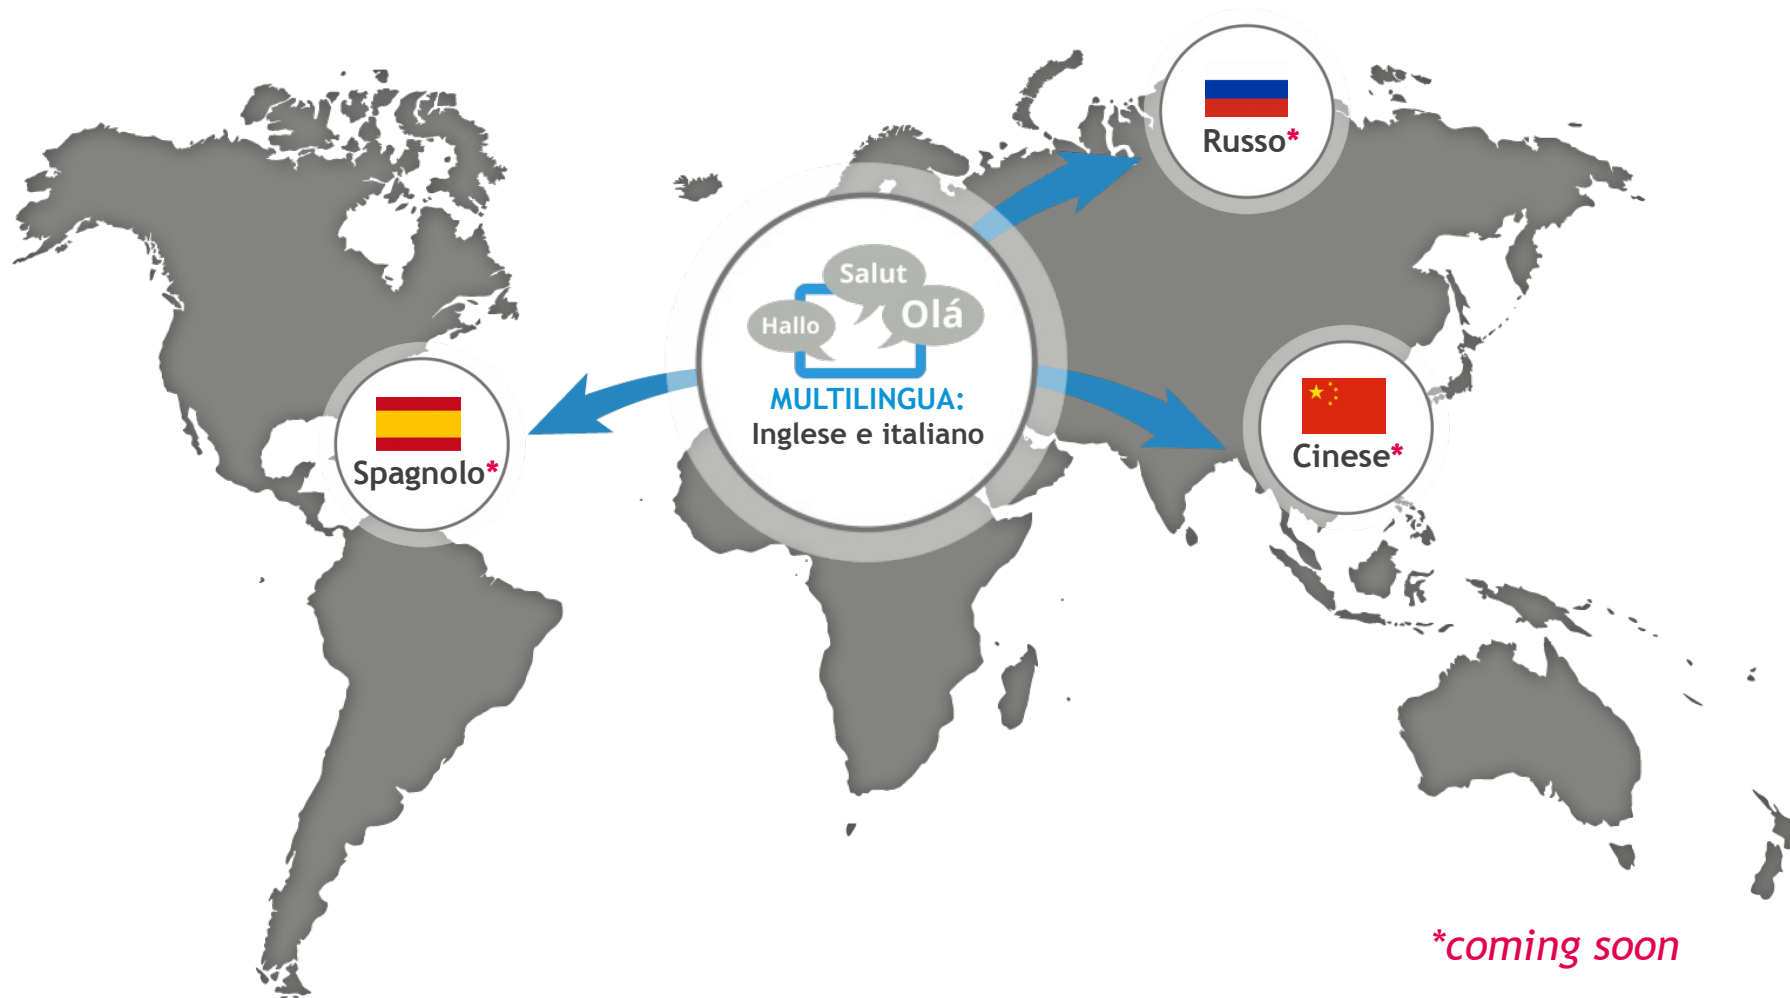 Russo*
Salut
Olá
Hallo
MULTILINGUA:
Inglese e italiano
Spagnolo*
Cinese*
*coming soon